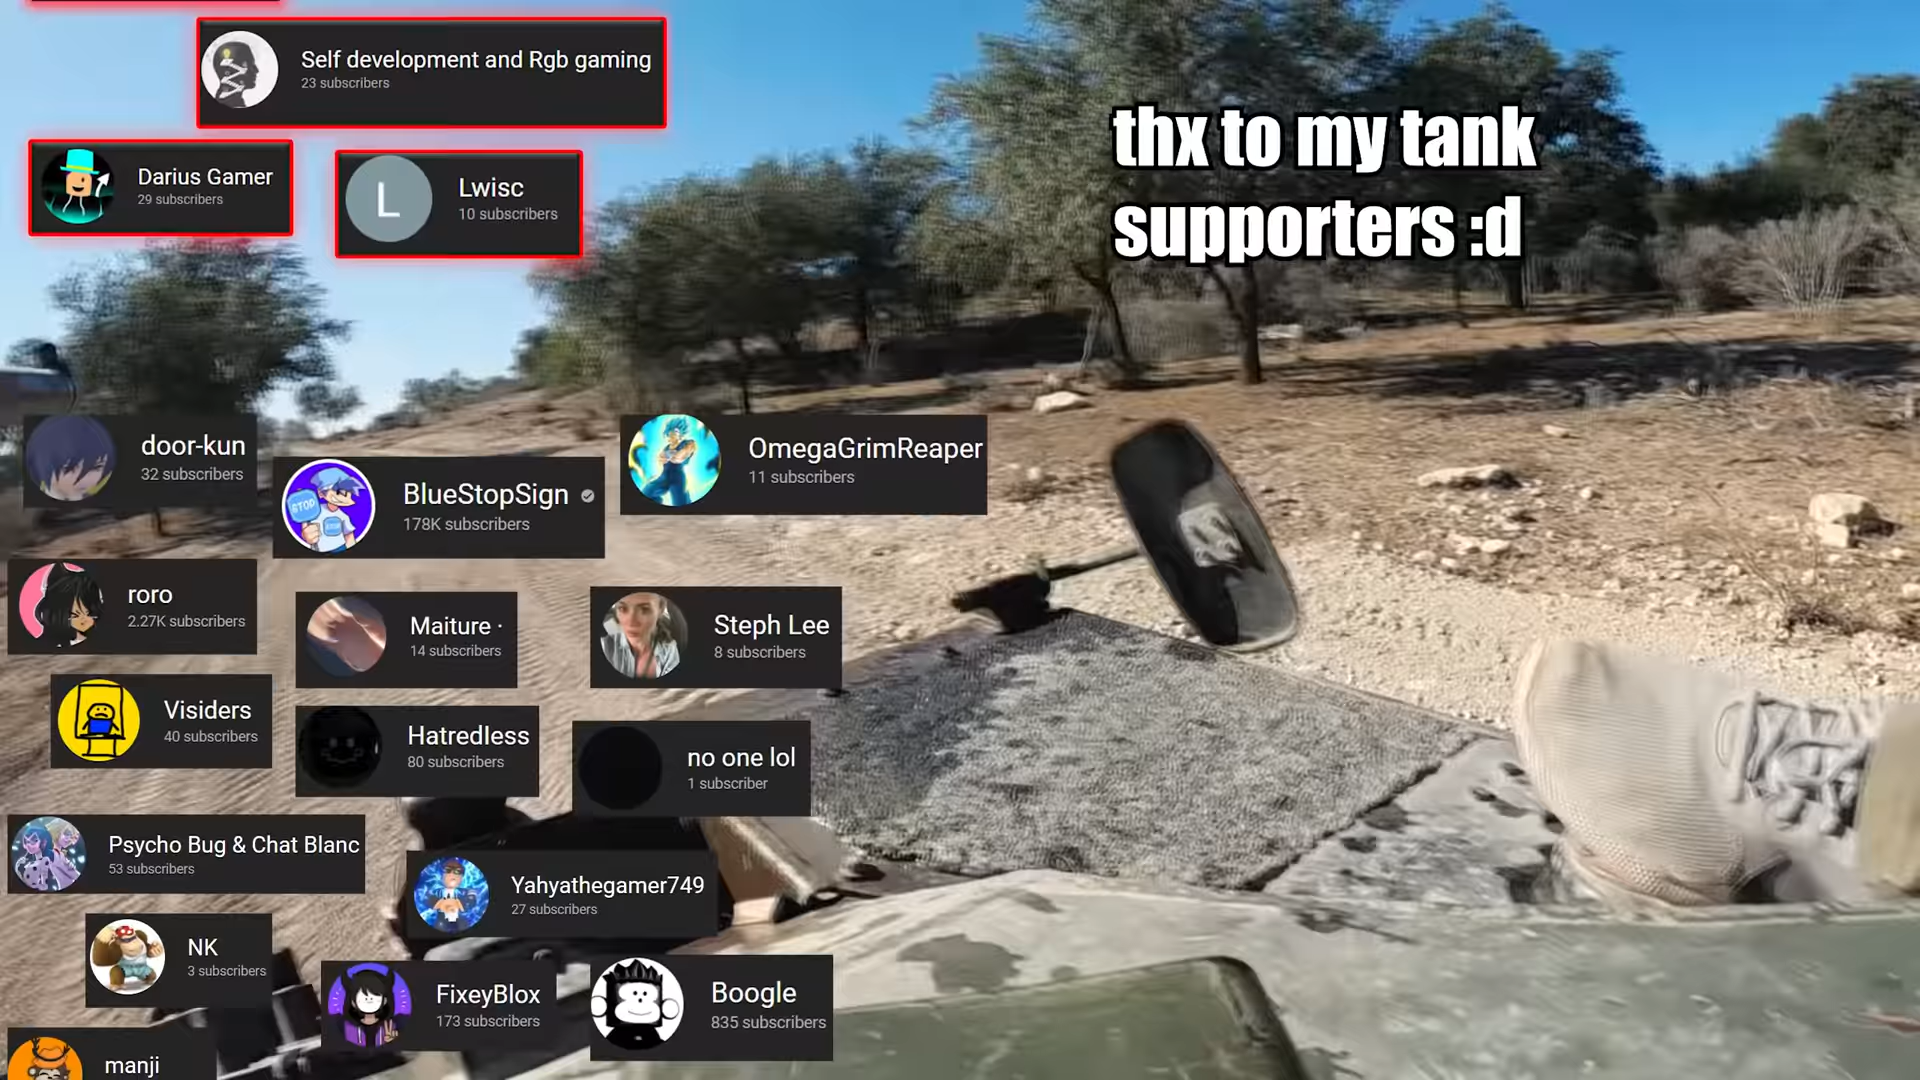 Self development and Rgb gaming
23 subscribers
thx to my tank
supporters :d
Darius Gamer
29 subscribers
L
Lwisc
10 subscribers
door-kun
32 subscribers
BlueStopSign
178K subscribers
STOP
OmegaGrimReaper
11 subscribers
roro
2.27K subscribers
Maiture ·
14 subscribers
Steph Lee
8 subscribers
Visiders
40 subscribers
Hatredless
80 subscribers
no one lol
1 subscriber
Psycho Bug & Chat Blanc
53 subscribers
Yahyathegamer749
27 subscribers
NK
3 subscribers
FixeyBlox
173 subscribers
Boogle
835 subscribers
manji